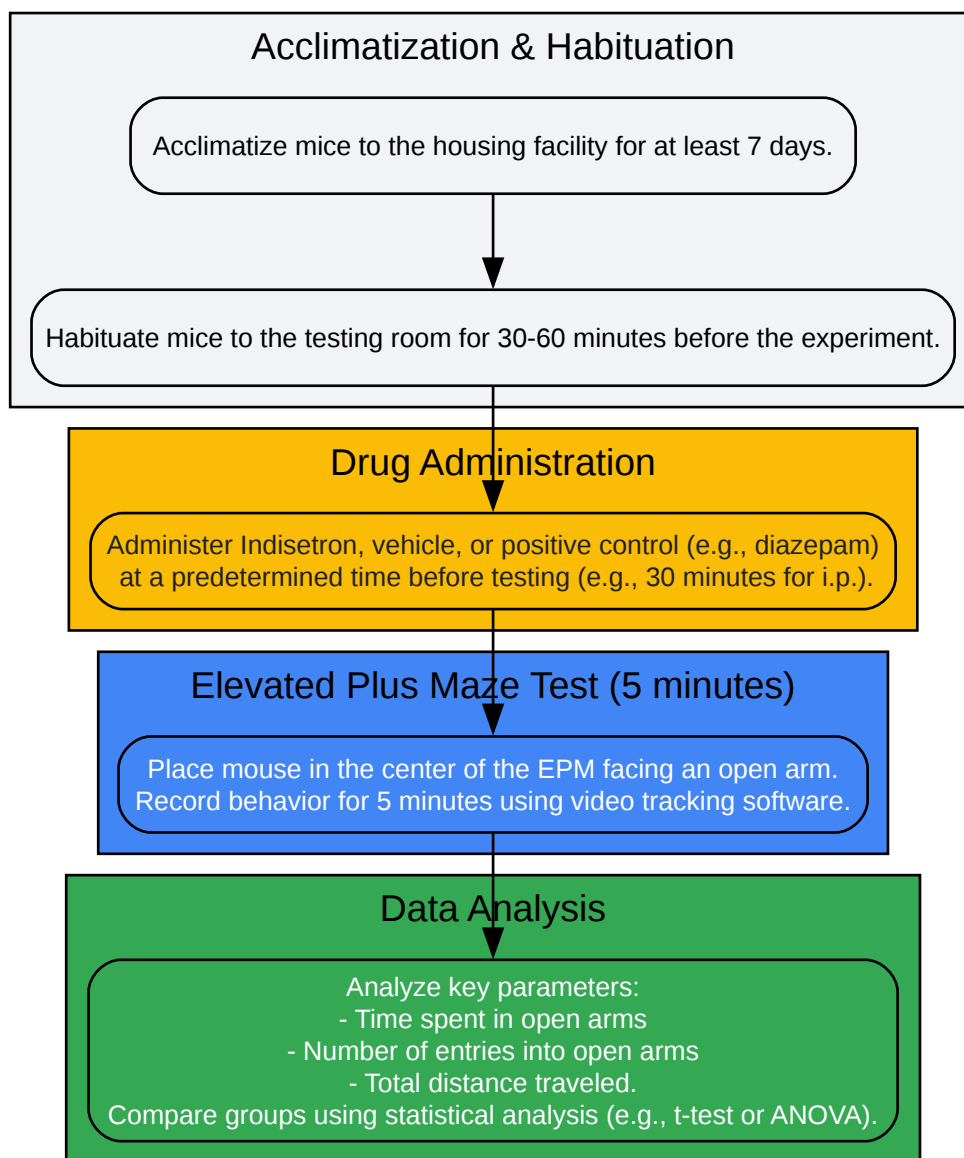 Acclimatization & Habituation
Acclimatize mice to the housing facility for at least 7 days.
Habituate mice to the testing room for 30-60 minutes before the experiment.
Drug Administration
Administer Indisetron, vehicle, or positive control (e.g., diazepam)
at a predetermined time before testing (e.g., 30 minutes for i.p.).
Elevated Plus Maze Test (5 minutes)
Place mouse in the center of the EPM facing an open arm.
Record behavior for 5 minutes using video tracking software.
Data Analysis
Analyze key parameters:
- Time spent in open arms
- Number of entries into open arms
- Total distance traveled.
Compare groups using statistical analysis (e.g., t-test or ANOVA).